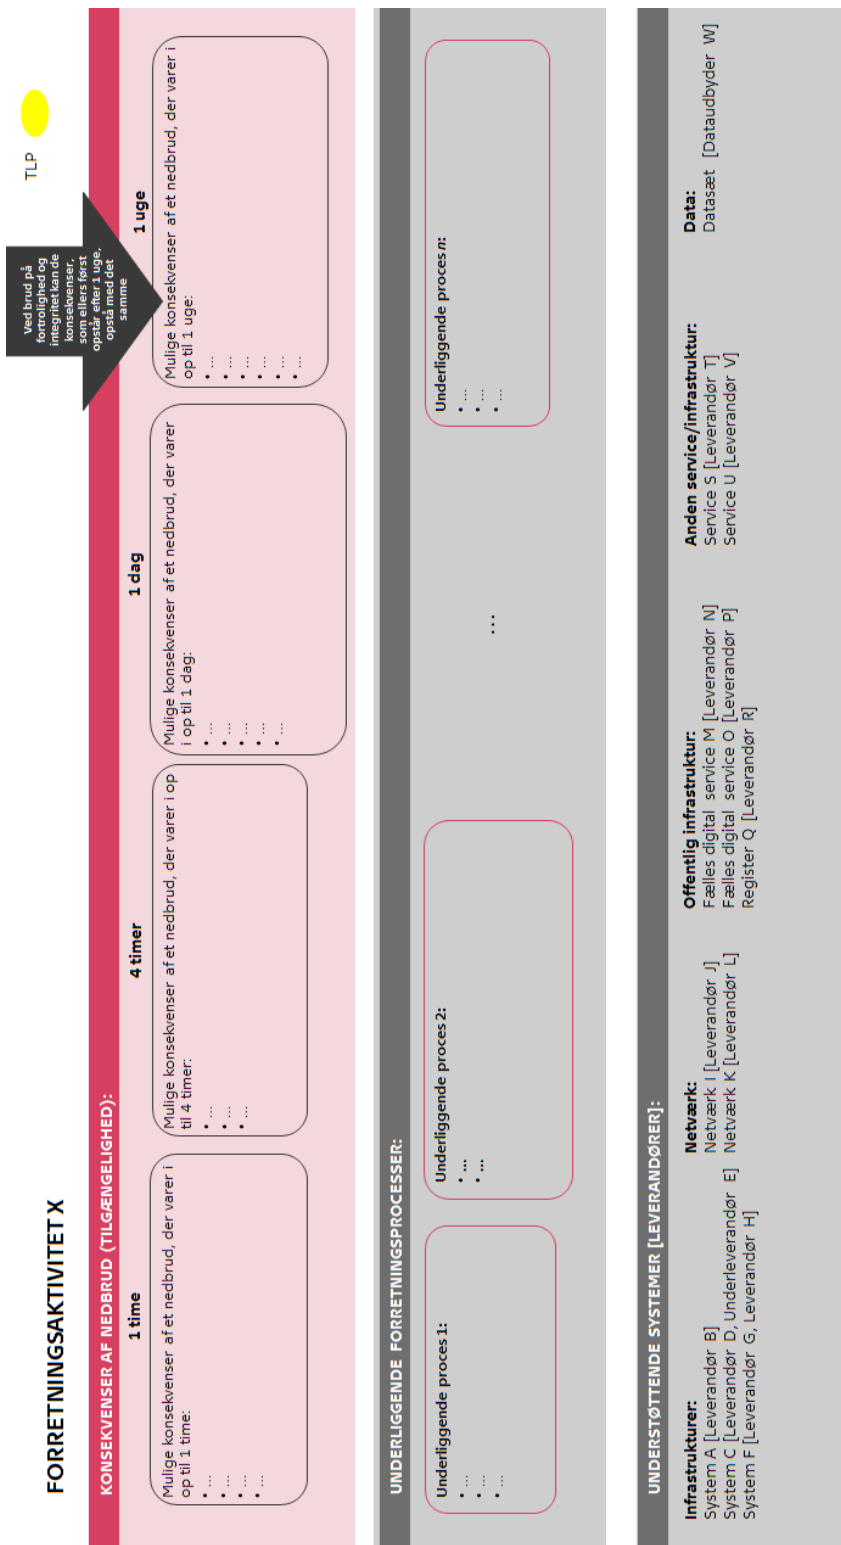 FORRETNINGSAKTIVITET X
TLP
Ved brud på
fortrolighed og
integritet kan de
konsekvenser,
som ellers først
opstår efter 1 uge,
opstå med det
samme
KONSEKVENSER AF NEDBRUD (TILGÆNGELIGHED):
1 time
Mulige konsekvenser af et nedbrud, der varer i
op til 1 time:
• ...
• ...
• ...
• ...
4 timer
Mulige konsekvenser af et nedbrud, der varer i op
til 4 timer:
• ...
• ...
• ...
1 dag
Mulige konsekvenser af et nedbrud, der varer
i op til 1 dag:
• ...
• ...
• ...
• ...
• ...
1 uge
Mulige konsekvenser af et nedbrud, der varer i
op til 1 uge:
• ...
• ...
• ...
• ...
• ...
• ...
UNDERLIGGENDE FORRETNINGSPROCESSER:
Underliggende proces 1:
• ...
• ...
• ...
Underliggende proces 2:
• ...
• ...
...
Underliggende proces n:
• ...
• ...
• ...
UNDERSTØTTENDE SYSTEMER [LEVERANDØRER]:
Infrastrukturer:
System A [Leverandør B]
System C [Leverandør D, Underleverandør E]
System F [Leverandør G, Leverandør H]
Netværk:
Netværk I [Leverandør J]
Netværk K [Leverandør L]
Offentlig infrastruktur:
Fælles digital service M [Leverandør N]
Fælles digital service O [Leverandør P]
Register Q [Leverandør R]
Anden service/infrastruktur:
Service S [Leverandør T]
Service U [Leverandør V]
Data:
Datasæt [Dataudbyder W]